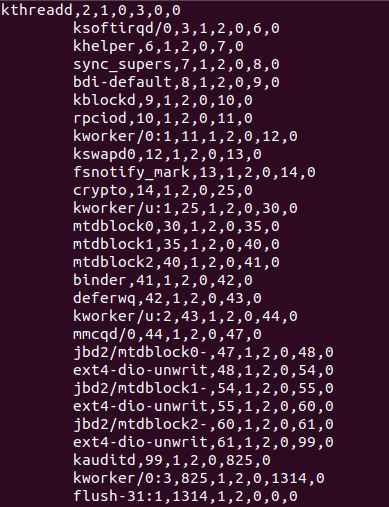 kthreadd,2,1,0,3,0,0
ksoftirqd/0,3,1,2,0,6,0
khelper,6,1,2,0,7,0
sync_supers,7,1,2,0,8,0
bdi-default,8,1,2,0,9,0
kblockd,9,1,2,0,10,0
rpciod,10,1,2,0,11,0
kworker/0:1,11,1,2,0,12,0
kswapd0,12,1,2,0,13,0
fsnotify_mark,13,1,2,0,14,0
crypto,14,1,2,0,25,0
kworker/u:1,25,1,2,0,30,0
mtdblock0,30,1,2,0,35,0
mtdblock1,35,1,2,0,40,0
mtdblock2,40,1,2,0,41,0
binder,41,1,2,0,42,0
deferwq,42,1,2,0,43,0
kworker/u:2,43,1,2,0,44,0
mmcqd/0,44,1,2,0,47,0
jbd2/mtdblock0-,47,1,2,0,48,0
ext4-dio-unwrit,48,1,2,0,54,0
jbd2/mtdblock1-,54,1,2,0,55,0
ext4-dio-unwrit,55,1,2,0,60,0
jbd2/mtdblock2-,60,1,2,0,61,0
ext4-dio-unwrit,61,1,2,0,99,0
kauditd,99,1,2,0,825,0
kworker/0:3,825,1,2,0,1314,0
flush-31:1,1314,1,2,0,0,0